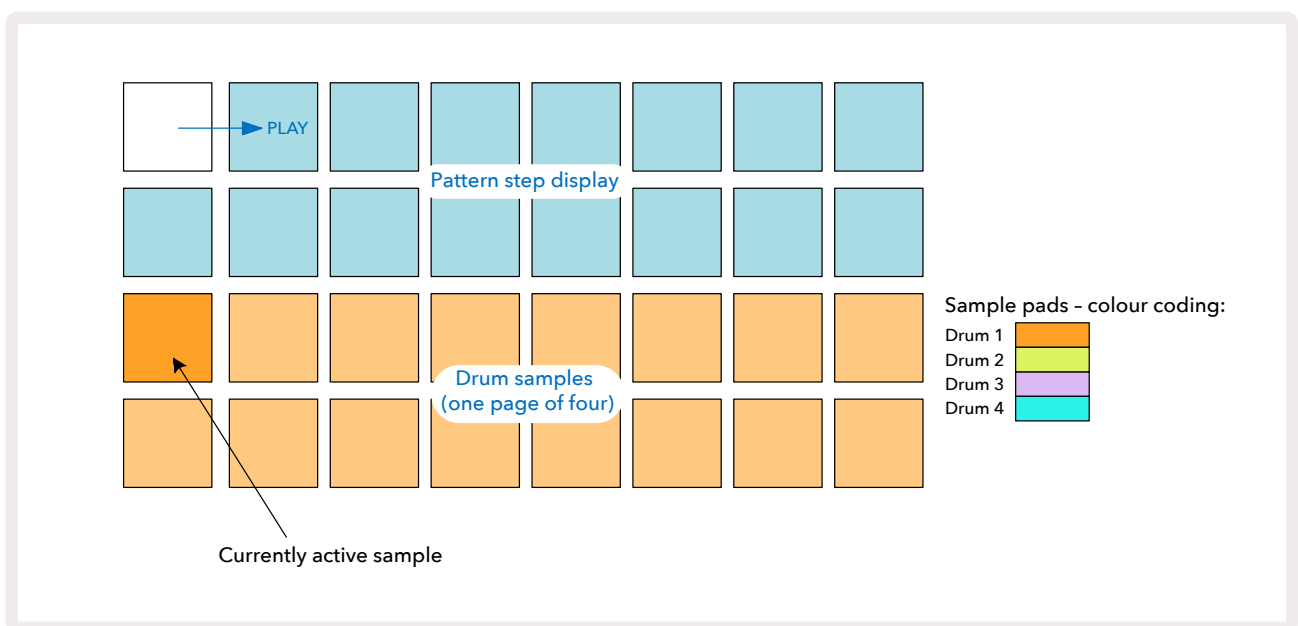 PLAY
Pattern step display
Sample pads – colour coding:
Drum 1
Drum 2
Drum 3
Drum 4
Drum samples
(one page of four)
Currently active sample